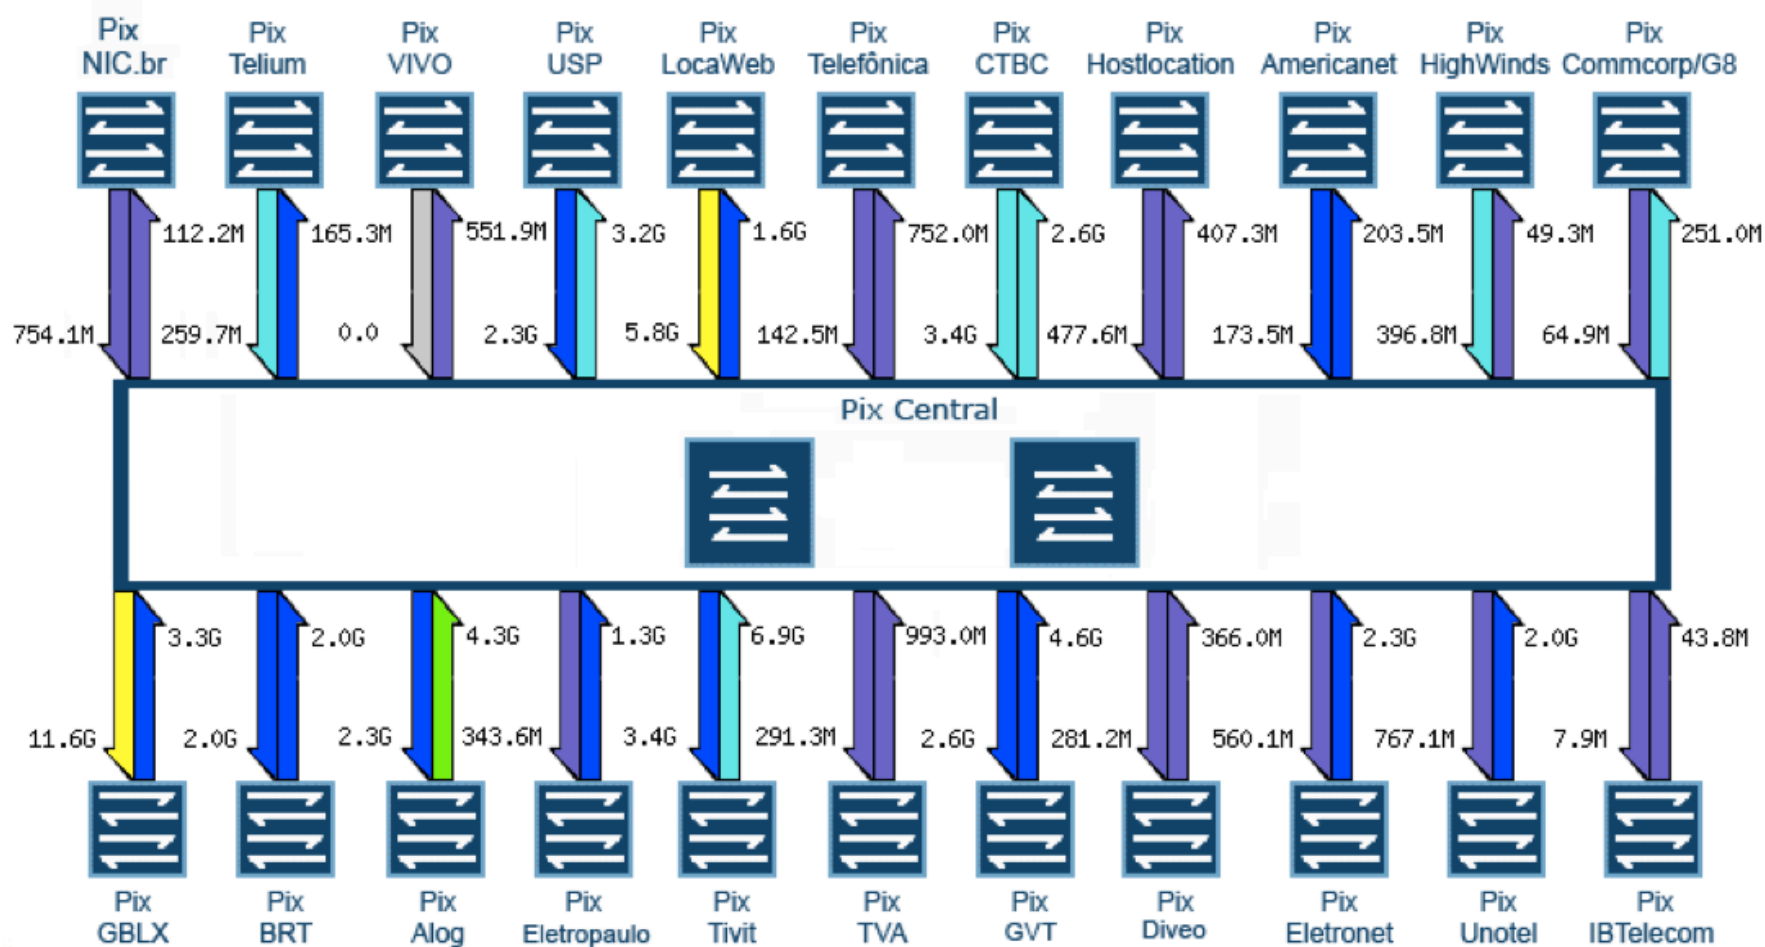 Pix
NIC.br
Pix
Telium
Pix
VIVO
Pix
USP
Pix
LocaWeb
Pix
Telefônica
Pix
CTBC
Pix
Hostlocation
Pix
Americanet
Pix
HighWinds
Pix
Commcorp/G8
112.2M
165.3M
551.9M
3.2G
1.6G
752.0M
2.6G
407.3M
203.5M
49.3M
251.0M
754.1M
259.7M
0.0
2.3G
5.8G
142.5M
3.4G
477.6M
173.5M
396.8M
64.9M
Pix Central
3.3G
2.0G
4.3G
1.3G
6.9G
993.0M
4.6G
366.0M
2.3G
2.0G
43.8M
11.6G
2.0G
2.3G
343.6M
3.4G
291.3M
2.6G
281.2M
560.1M
767.1M
7.9M
Pix
GBLX
Pix
BRT
Pix
Alog
Pix
Eletropaulo
Pix
Tivit
Pix
TVA
Pix
GVT
Pix
Diveo
Pix
Eletronet
Pix
Unotel
Pix
IBTelecom